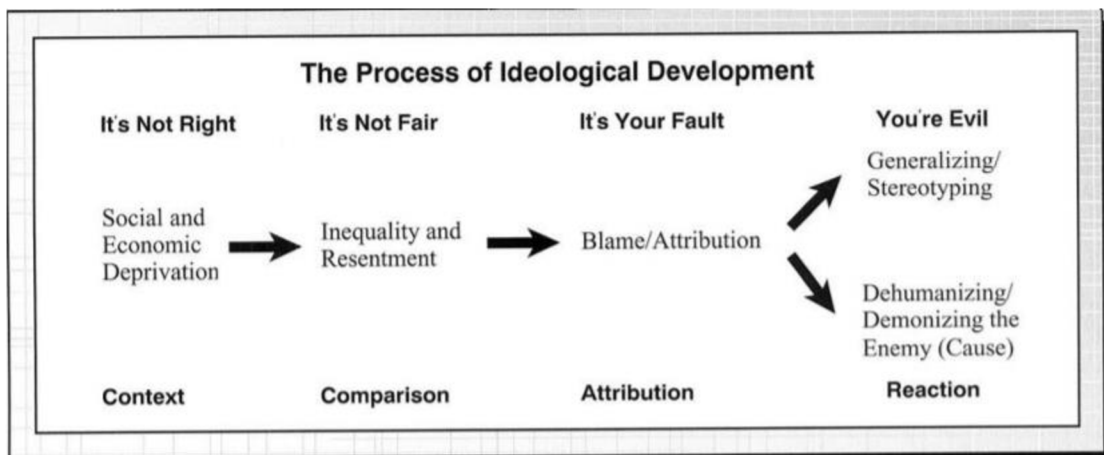 The Process of Ideological Development
It's Not Right
It's Not Fair
It's Your Fault
You're Evil
Social and
Economic
Deprivation
Inequality and
Resentment
Blame/Attribution
Generalizing/
Stereotyping
Dehumanizing/
Demonizing the
Enemy (Cause)
Context
Comparison
Attribution
Reaction